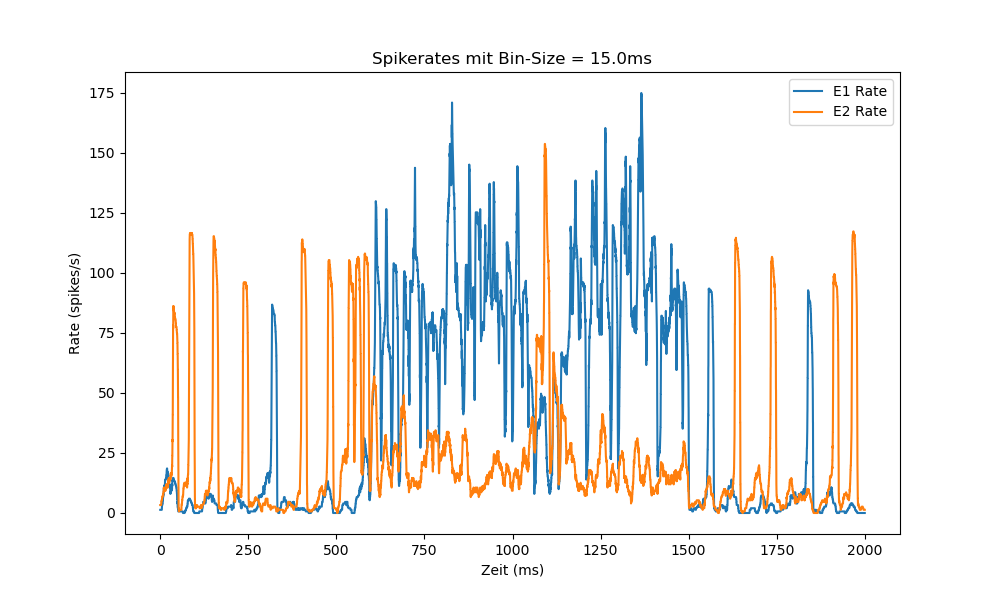 Spikerates mit Bin-Size = 15.0ms
E1 Rate
E2 Rate
Rate (spikes/s)
175
150
125
100
75
50
25
0
0 250 500 750 1000 1250 1500 1750 2000
Zeit (ms)